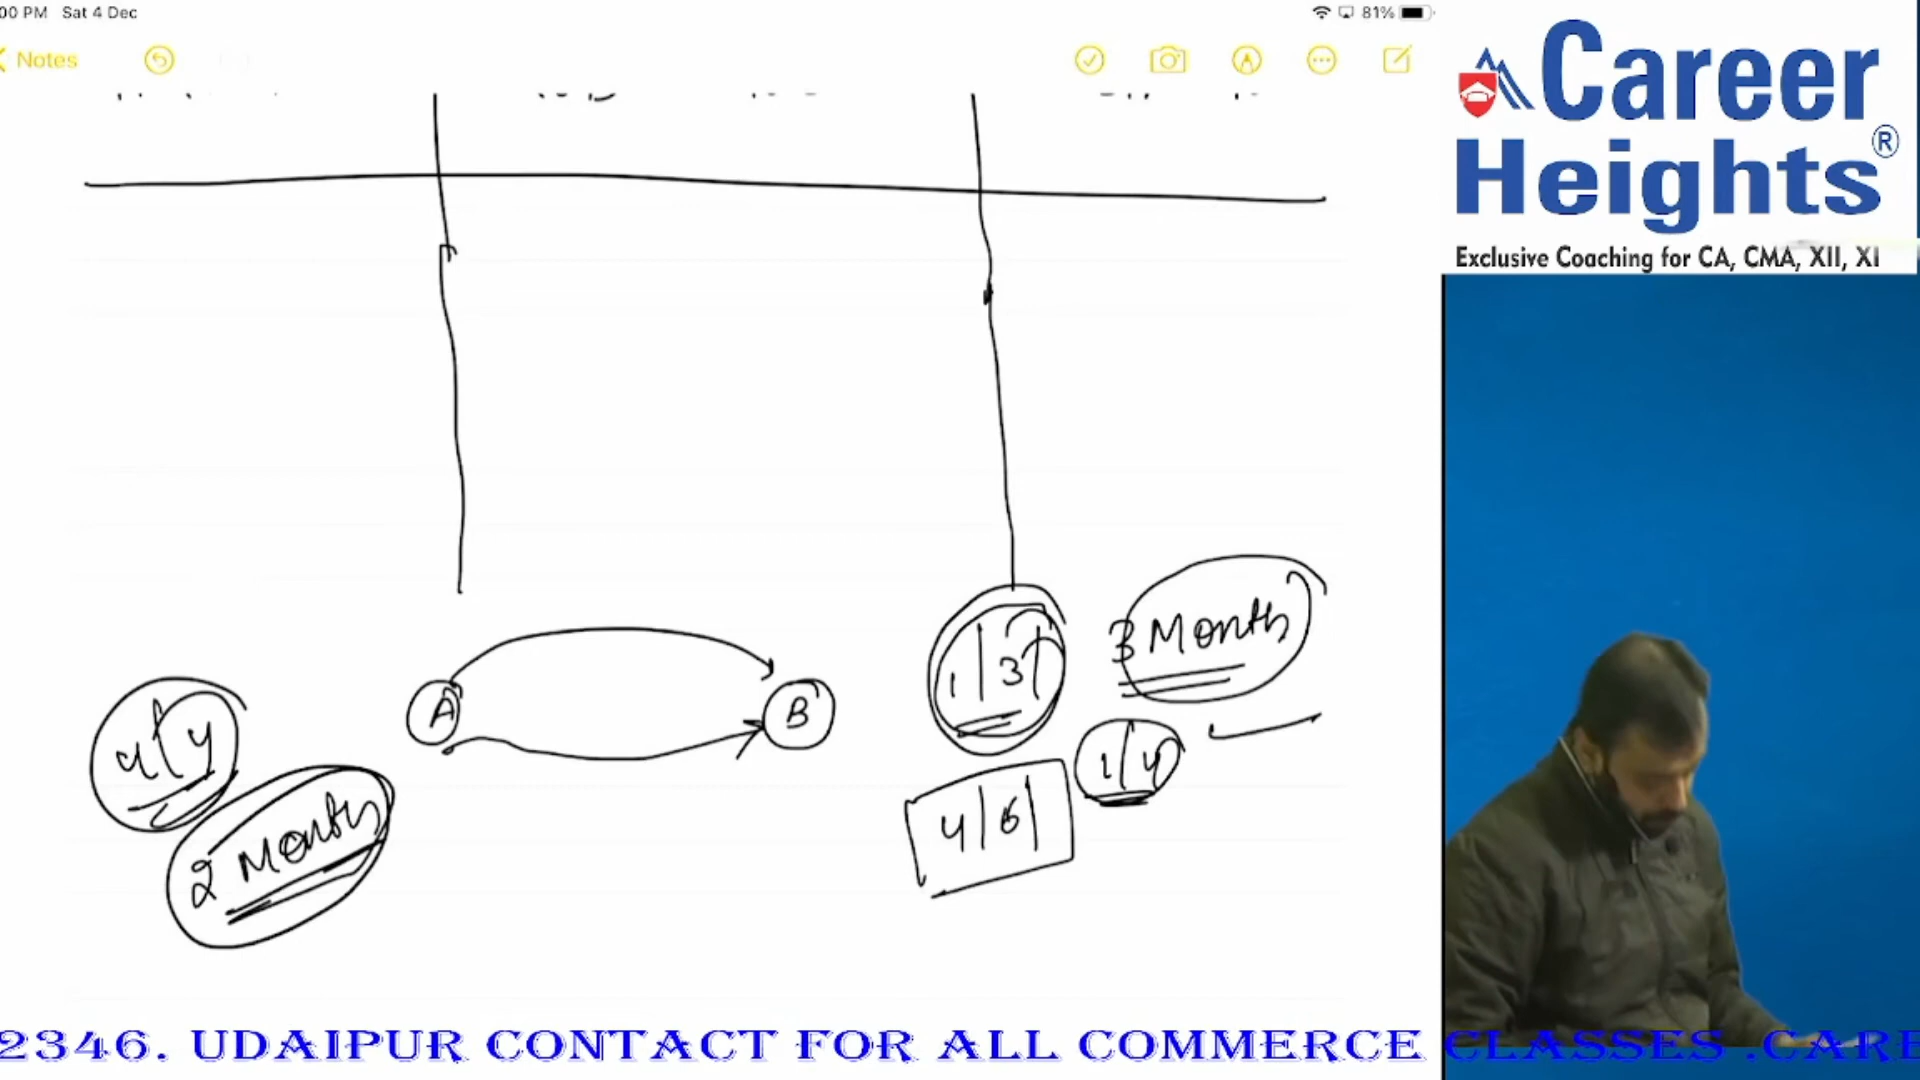 00 PM Sat 4 Dec
81%
Notes
Career
Heights®
Exclusive Coaching for CA, CMA, XII, XI
1/3/
3 Months
A
B
4/4
1/4
4/6/
2 Months
2346. UDAIPUR CONTACT FOR ALL COMMERCE CLASSES .CARE